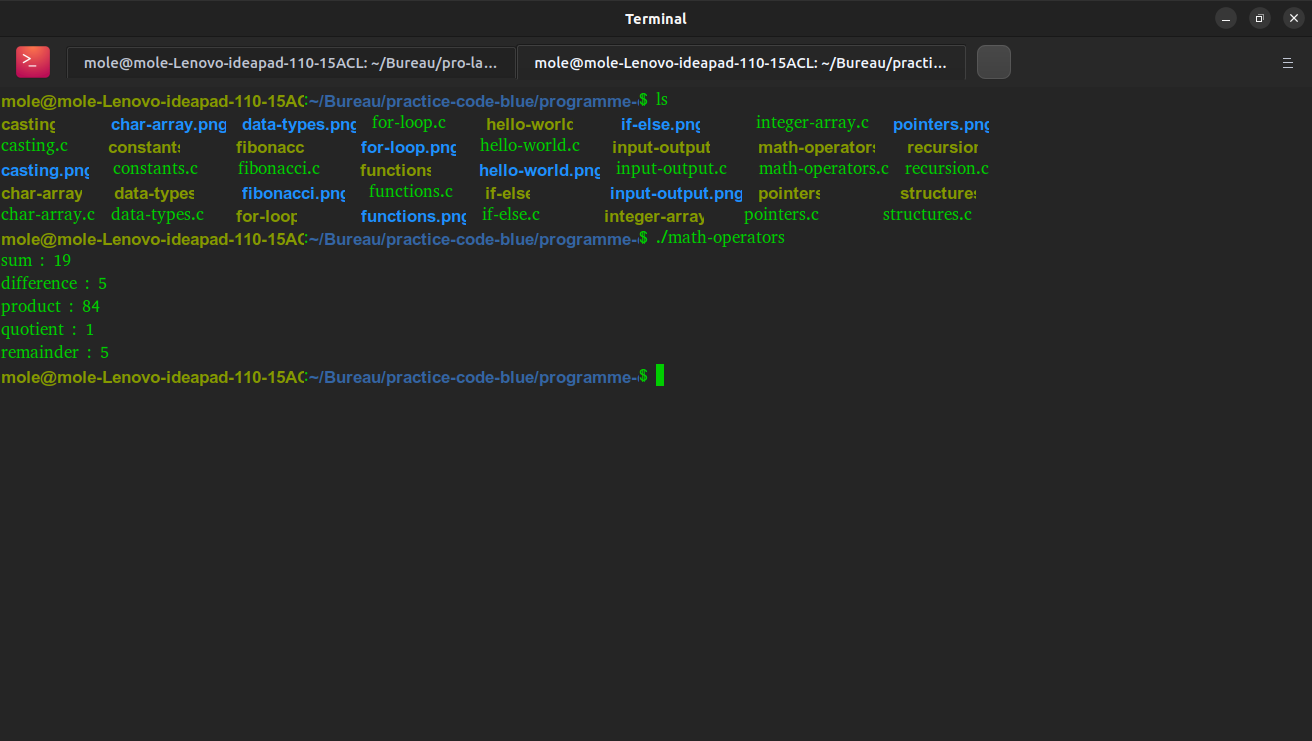 Terminal
mole@mole-Lenovo-ideapad-110-15ACL: ~/Bureau/pro-la... mole@mole-Lenovo-ideapad-110-15ACL: ~/Bureau/practi...
mole@mole-Lenovo-ideapad-110-15AC:~/Bureau/practice-code-blue/programme-$ ls
casting char-array.png data-types.png for-loop.c hello-world if-else.png integer-array.c pointers.png
casting.c constants fibonacci for-loop.png hello-world.c input-output math-operators recursion
casting.png constants.c fibonacci.c functions hello-world.png input-output.c math-operators.c recursion.c
char-array data-types fibonacci.png functions.c if-else input-output.png pointers structures
char-array.c data-types.c for-loop functions.png if-else.c integer-array pointers.c structures.c
mole@mole-Lenovo-ideapad-110-15AC:~/Bureau/practice-code-blue/programme-$ ./math-operators
sum : 19
difference : 5
product : 84
quotient : 1
remainder : 5
mole@mole-Lenovo-ideapad-110-15AC:~/Bureau/practice-code-blue/programme-$